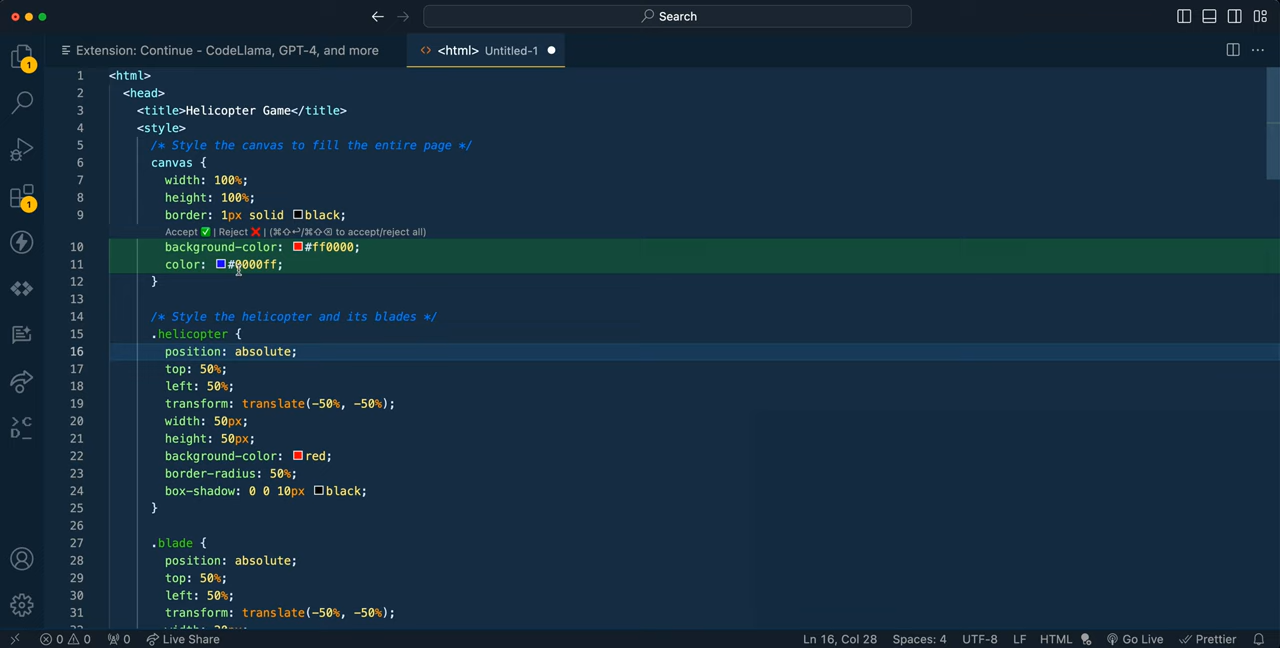 Search
Extension: Continue - CodeLlama, GPT-4, and more
<> <html> Untitled-1
1 <html>
2 <head>
3 <title>Helicopter Game</title>
4 <style>
5 /* Style the canvas to fill the entire page */
6 canvas {
7 width: 100%;
8 height: 100%;
9 border: 1px solid black;
Accept ✅ | Reject ❌ | (⌘⇧⏎/⌘⇧⌫ to accept/reject all)
10 background-color: #ff0000;
11 color: #0000ff;
12 }
13
14 /* Style the helicopter and its blades */
15 .helicopter {
16 position: absolute;
17 top: 50%;
18 left: 50%;
19 transform: translate(-50%, -50%);
20 width: 50px;
21 height: 50px;
22 background-color: red;
23 border-radius: 50%;
24 box-shadow: 0 0 10px black;
25 }
26
27 .blade {
28 position: absolute;
29 top: 50%;
30 left: 50%;
31 transform: translate(-50%, -50%);
1
1
C
D_
0 0 0 Live Share Ln 16, Col 28 Spaces: 4 UTF-8 LF HTML Go Live Prettier